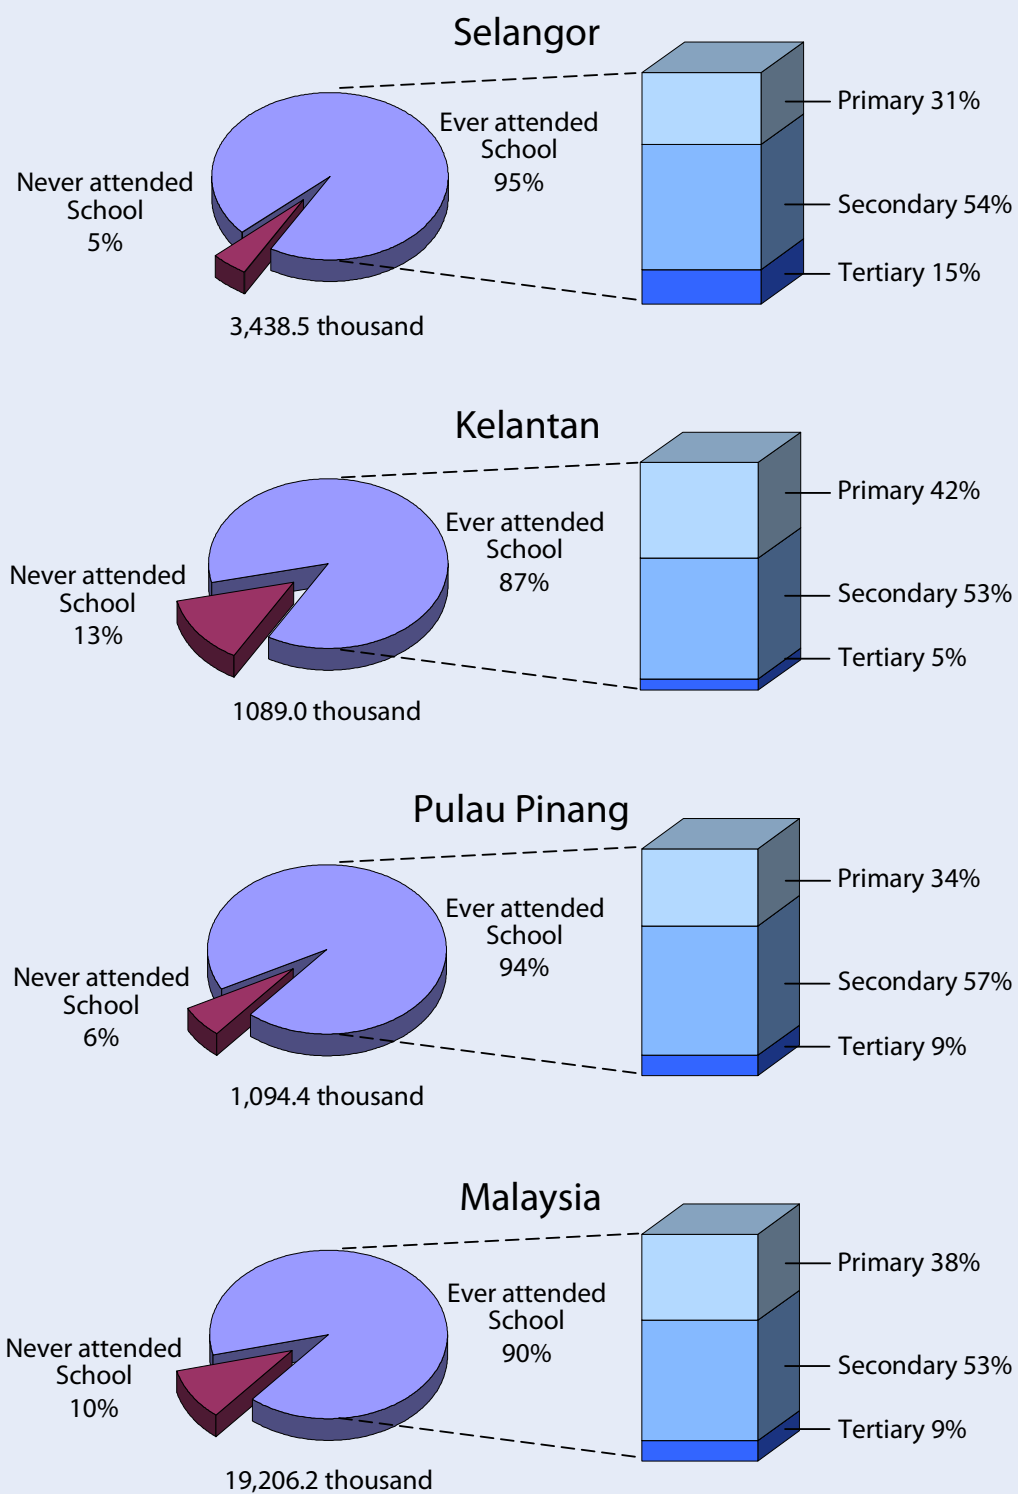 Selangor
Ever attended
School
95%
Never attended
School
5%
Primary 31%
Secondary 54%
Tertiary 15%
3,438.5 thousand
Kelantan
Ever attended
School
87%
Never attended
School
13%
Primary 42%
Secondary 53%
Tertiary 5%
1089.0 thousand
Pulau Pinang
Ever attended
School
94%
Never attended
School
6%
Primary 34%
Secondary 57%
Tertiary 9%
1,094.4 thousand
Malaysia
Ever attended
School
90%
Never attended
School
10%
Primary 38%
Secondary 53%
Tertiary 9%
19,206.2 thousand